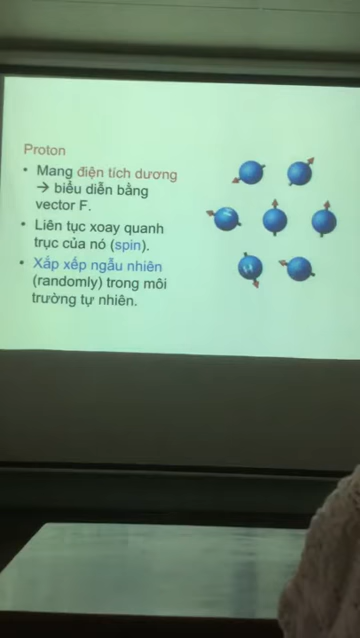 Proton
• Mang điện tích dương
→ biểu diễn bằng
vector F.
• Liên tục xoay quanh
trục của nó (spin).
• Xắp xếp ngẫu nhiên
(randomly) trong môi
trường tự nhiên.